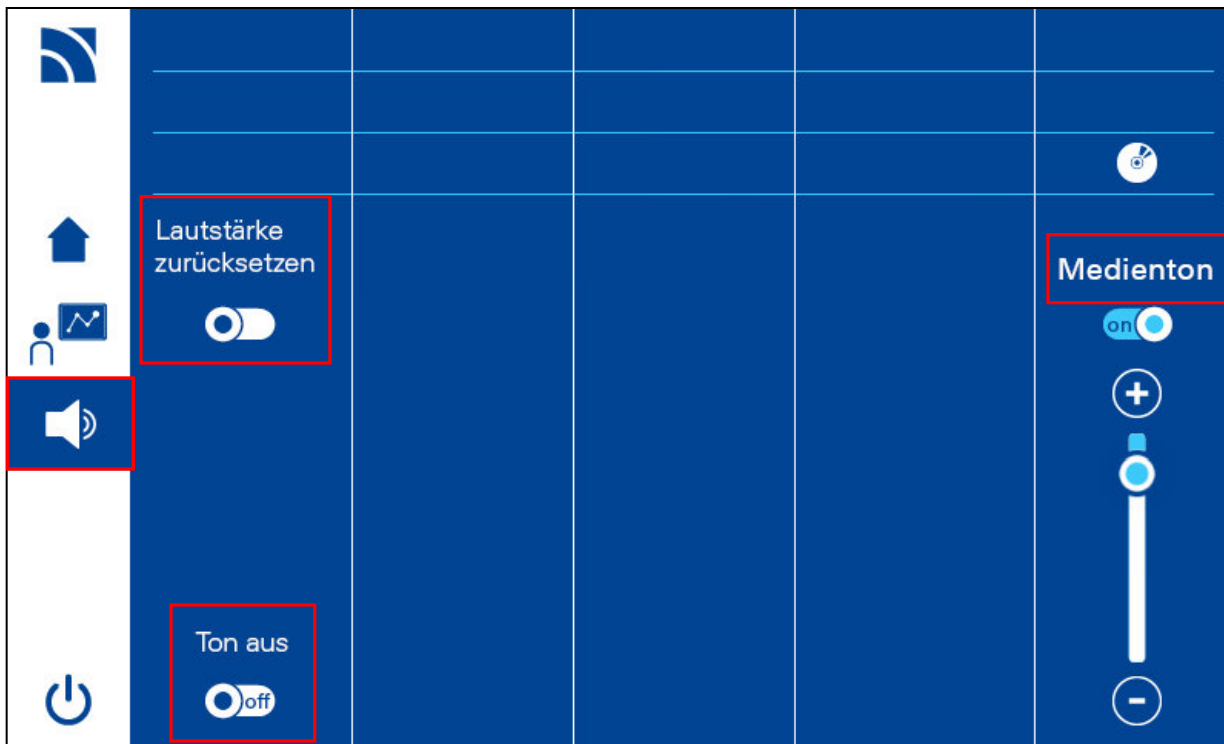 Lautstärke
zurücksetzen
Medienton
on
Ton aus
off